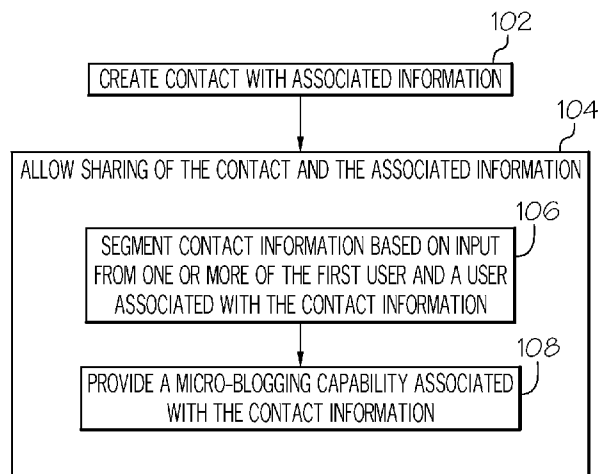 102
CREATE CONTACT WITH ASSOCIATED INFORMATION
104
ALLOW SHARING OF THE CONTACT AND THE ASSOCIATED INFORMATION
106
SEGMENT CONTACT INFORMATION BASED ON INPUT
FROM ONE OR MORE OF THE FIRST USER AND A USER
ASSOCIATED WITH THE CONTACT INFORMATION
108
PROVIDE A MICRO-BLOGGING CAPABILITY ASSOCIATED
WITH THE CONTACT INFORMATION